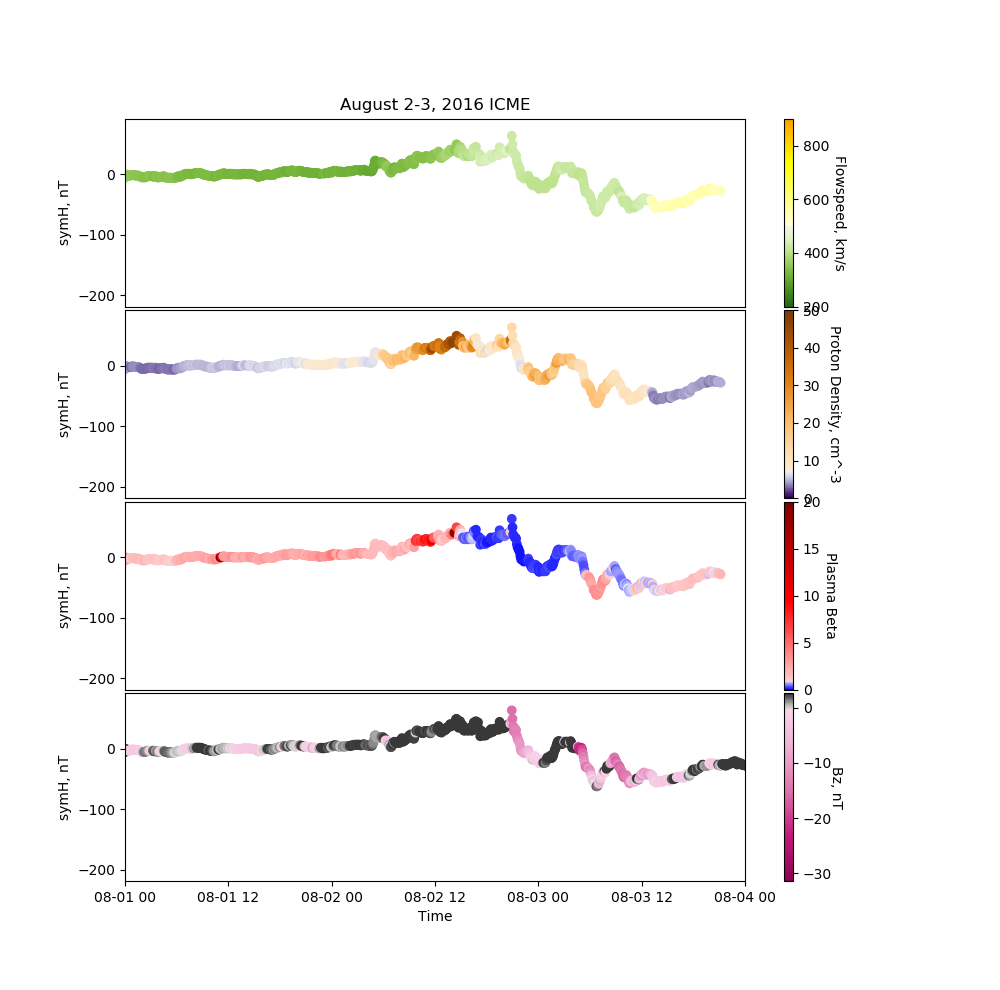 August 2-3, 2016 ICME
symH, nT
0
−100
−200
800
600
400
200
Flowspeed, km/s
symH, nT
0
−100
−200
50
40
30
20
10
0
Proton Density, cm^-3
symH, nT
0
−100
−200
20
15
10
5
0
Plasma Beta
symH, nT
0
−100
−200
0
−10
−20
−30
Bz, nT
08-01 00 08-01 12 08-02 00 08-02 12 08-03 00 08-03 12 08-04 00
Time